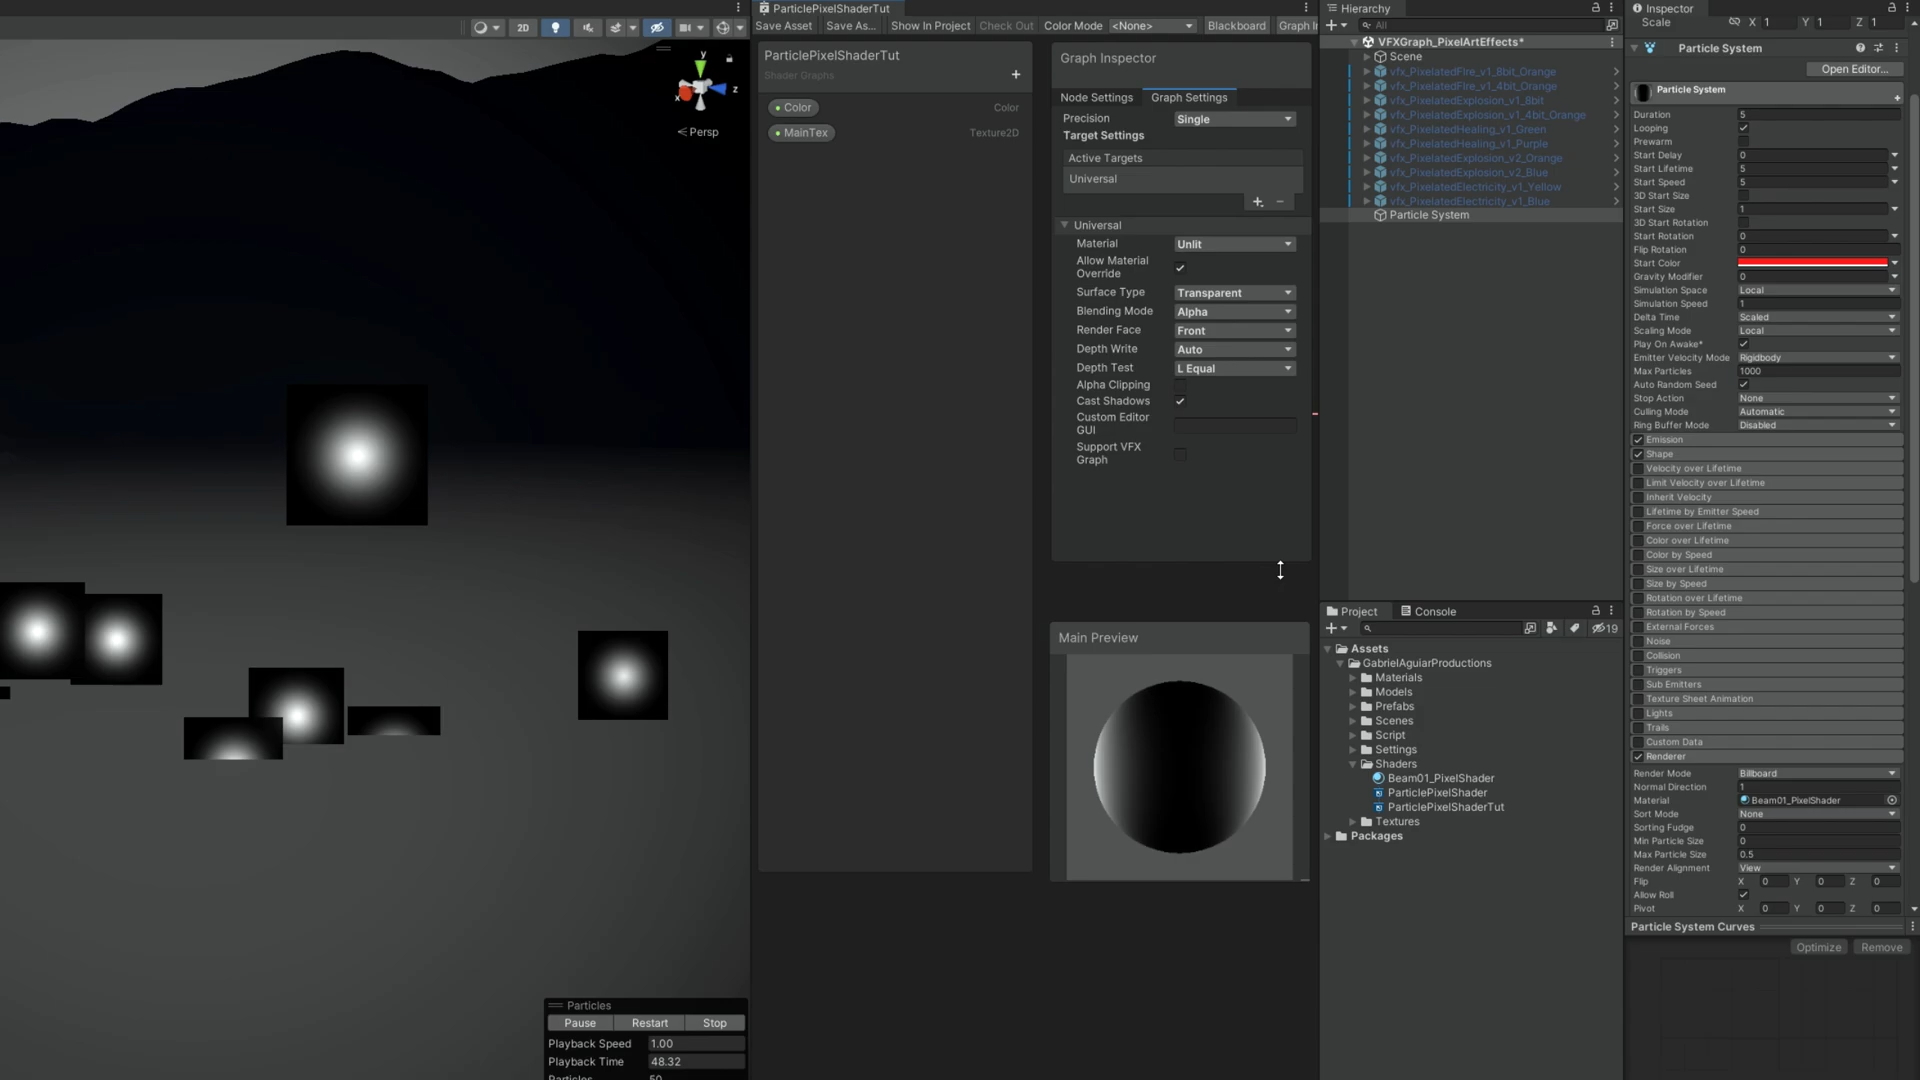 2D
y
x
z
Persp
Particles
Pause Restart Stop
Playback Speed 1.00
Playback Time 48.32
Particles 50
ParticlePixelShaderTut
Save Asset Save As... Show In Project Check Out Color Mode <None> Blackboard Graph In
ParticlePixelShaderTut
Shader Graphs
Color Color
MainTex Texture2D
Graph Inspector
Node Settings Graph Settings
Precision Single
Target Settings
Active Targets
Universal
Universal
Material Unlit
Allow Material
Override
Surface Type Transparent
Blending Mode Alpha
Render Face Front
Depth Write Auto
Depth Test L Equal
Alpha Clipping
Cast Shadows
Custom Editor
GUI
Support VFX
Graph
Main Preview
Hierarchy
All
VFXGraph_PixelArtEffects*
Scene
vfx_PixelatedFire_v1_8bit_Orange
vfx_PixelatedFire_v1_4bit_Orange
vfx_PixelatedExplosion_v1_8bit
vfx_PixelatedExplosion_v1_4bit_Orange
vfx_PixelatedHealing_v1_Green
vfx_PixelatedHealing_v1_Purple
vfx_PixelatedExplosion_v2_Orange
vfx_PixelatedExplosion_v2_Blue
vfx_PixelatedElectricity_v1_Yellow
vfx_PixelatedElectricity_v1_Blue
Particle System
Project Console
19
Assets
GabrielAguiarProductions
Materials
Models
Prefabs
Scenes
Script
Settings
Shaders
Beam01_PixelShader
ParticlePixelShader
ParticlePixelShaderTut
Textures
Packages
Inspector
Scale X 1 Y 1 Z 1
Particle System
Open Editor...
Particle System
Duration 5
Looping
Prewarm
Start Delay 0
Start Lifetime 5
Start Speed 5
3D Start Size
Start Size 1
3D Start Rotation
Start Rotation 0
Flip Rotation 0
Start Color
Gravity Modifier 0
Simulation Space Local
Simulation Speed 1
Delta Time Scaled
Scaling Mode Local
Play On Awake*
Emitter Velocity Mode Rigidbody
Max Particles 1000
Auto Random Seed
Stop Action None
Culling Mode Automatic
Ring Buffer Mode Disabled
Emission
Shape
Velocity over Lifetime
Limit Velocity over Lifetime
Inherit Velocity
Lifetime by Emitter Speed
Force over Lifetime
Color over Lifetime
Color by Speed
Size over Lifetime
Size by Speed
Rotation over Lifetime
Rotation by Speed
External Forces
Noise
Collision
Triggers
Sub Emitters
Texture Sheet Animation
Lights
Trails
Custom Data
Renderer
Render Mode Billboard
Normal Direction 1
Material Beam01_PixelShader
Sort Mode None
Sorting Fudge 0
Min Particle Size 0
Max Particle Size 0.5
Render Alignment View
Flip X 0 Y 0 Z 0
Allow Roll
Pivot X 0 Y 0 Z 0
Particle System Curves
Optimize Remove